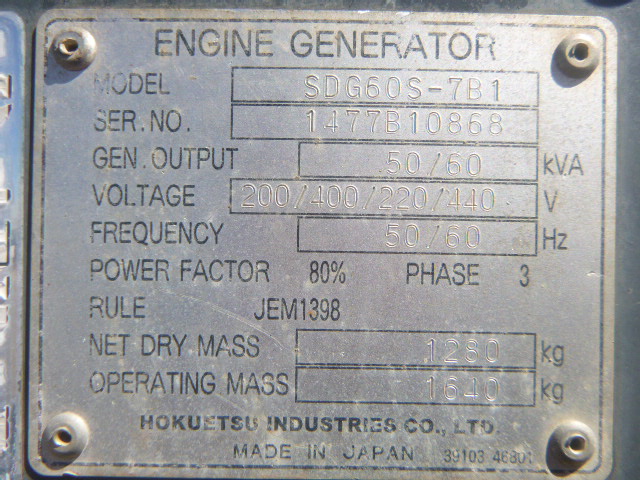 ENGINE GENERATOR
MODEL SDG60S-7B1
SER.NO. 1477B10868
GEN.OUTPUT 50/60 kVA
VOLTAGE 200/400/220/440 V
FREQUENCY 50/60 Hz
POWER FACTOR 80% PHASE 3
RULE JEM1398
NET DRY MASS 1280 kg
OPERATING MASS 1640 kg
HOKUETSU INDUSTRIES CO., LTD.
MADE IN JAPAN 39103 46801